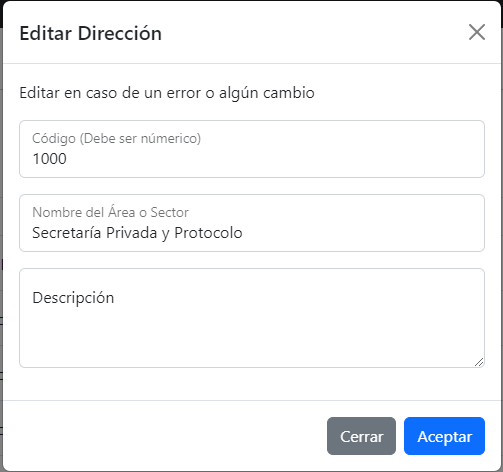 Editar Dirección
Editar en caso de un error o algún cambio
Código (Debe ser númerico)
1000
Nombre del Área o Sector
Secretaría Privada y Protocolo
Descripción
Cerrar Aceptar